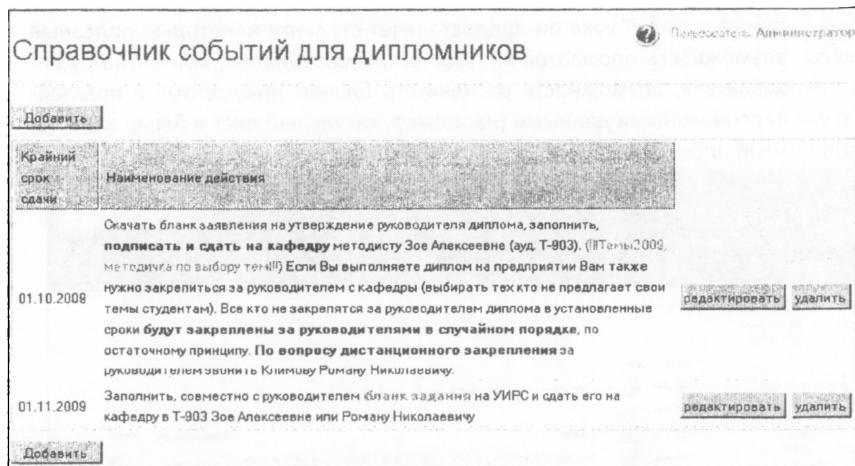 Пользователь: Администратор
Справочник событий для дипломников
Добавить
Крайний
срок
сдачи
Наименование действия
Скачать бланк заявления на утверждение руководителя диплома, заполнить,
подписать и сдать на кафедру методисту Зое Алексеевне (ауд. Т-903). (!!!Темы2009,
методичка по выбору тем!!!) Если Вы выполняете диплом на предприятии Вам также
нужно закрепиться за руководителем с кафедры (выбирать тех кто не предлагает свои
темы студентам). Все кто не закрепятся за руководителем диплома в установленные
сроки будут закреплены за руководителями в случайном порядке, по
остаточному принципу. По вопросу дистанционного закрепления за
руководителем звонить Климову Роману Николаевичу.
01.10.2009
редактировать удалить
Заполнить, совместно с руководителем бланк задания на УИРС и сдать его на
кафедру в Т-903 Зое Алексеевне или Роману Николаевичу
01.11.2009
редактировать удалить
Добавить